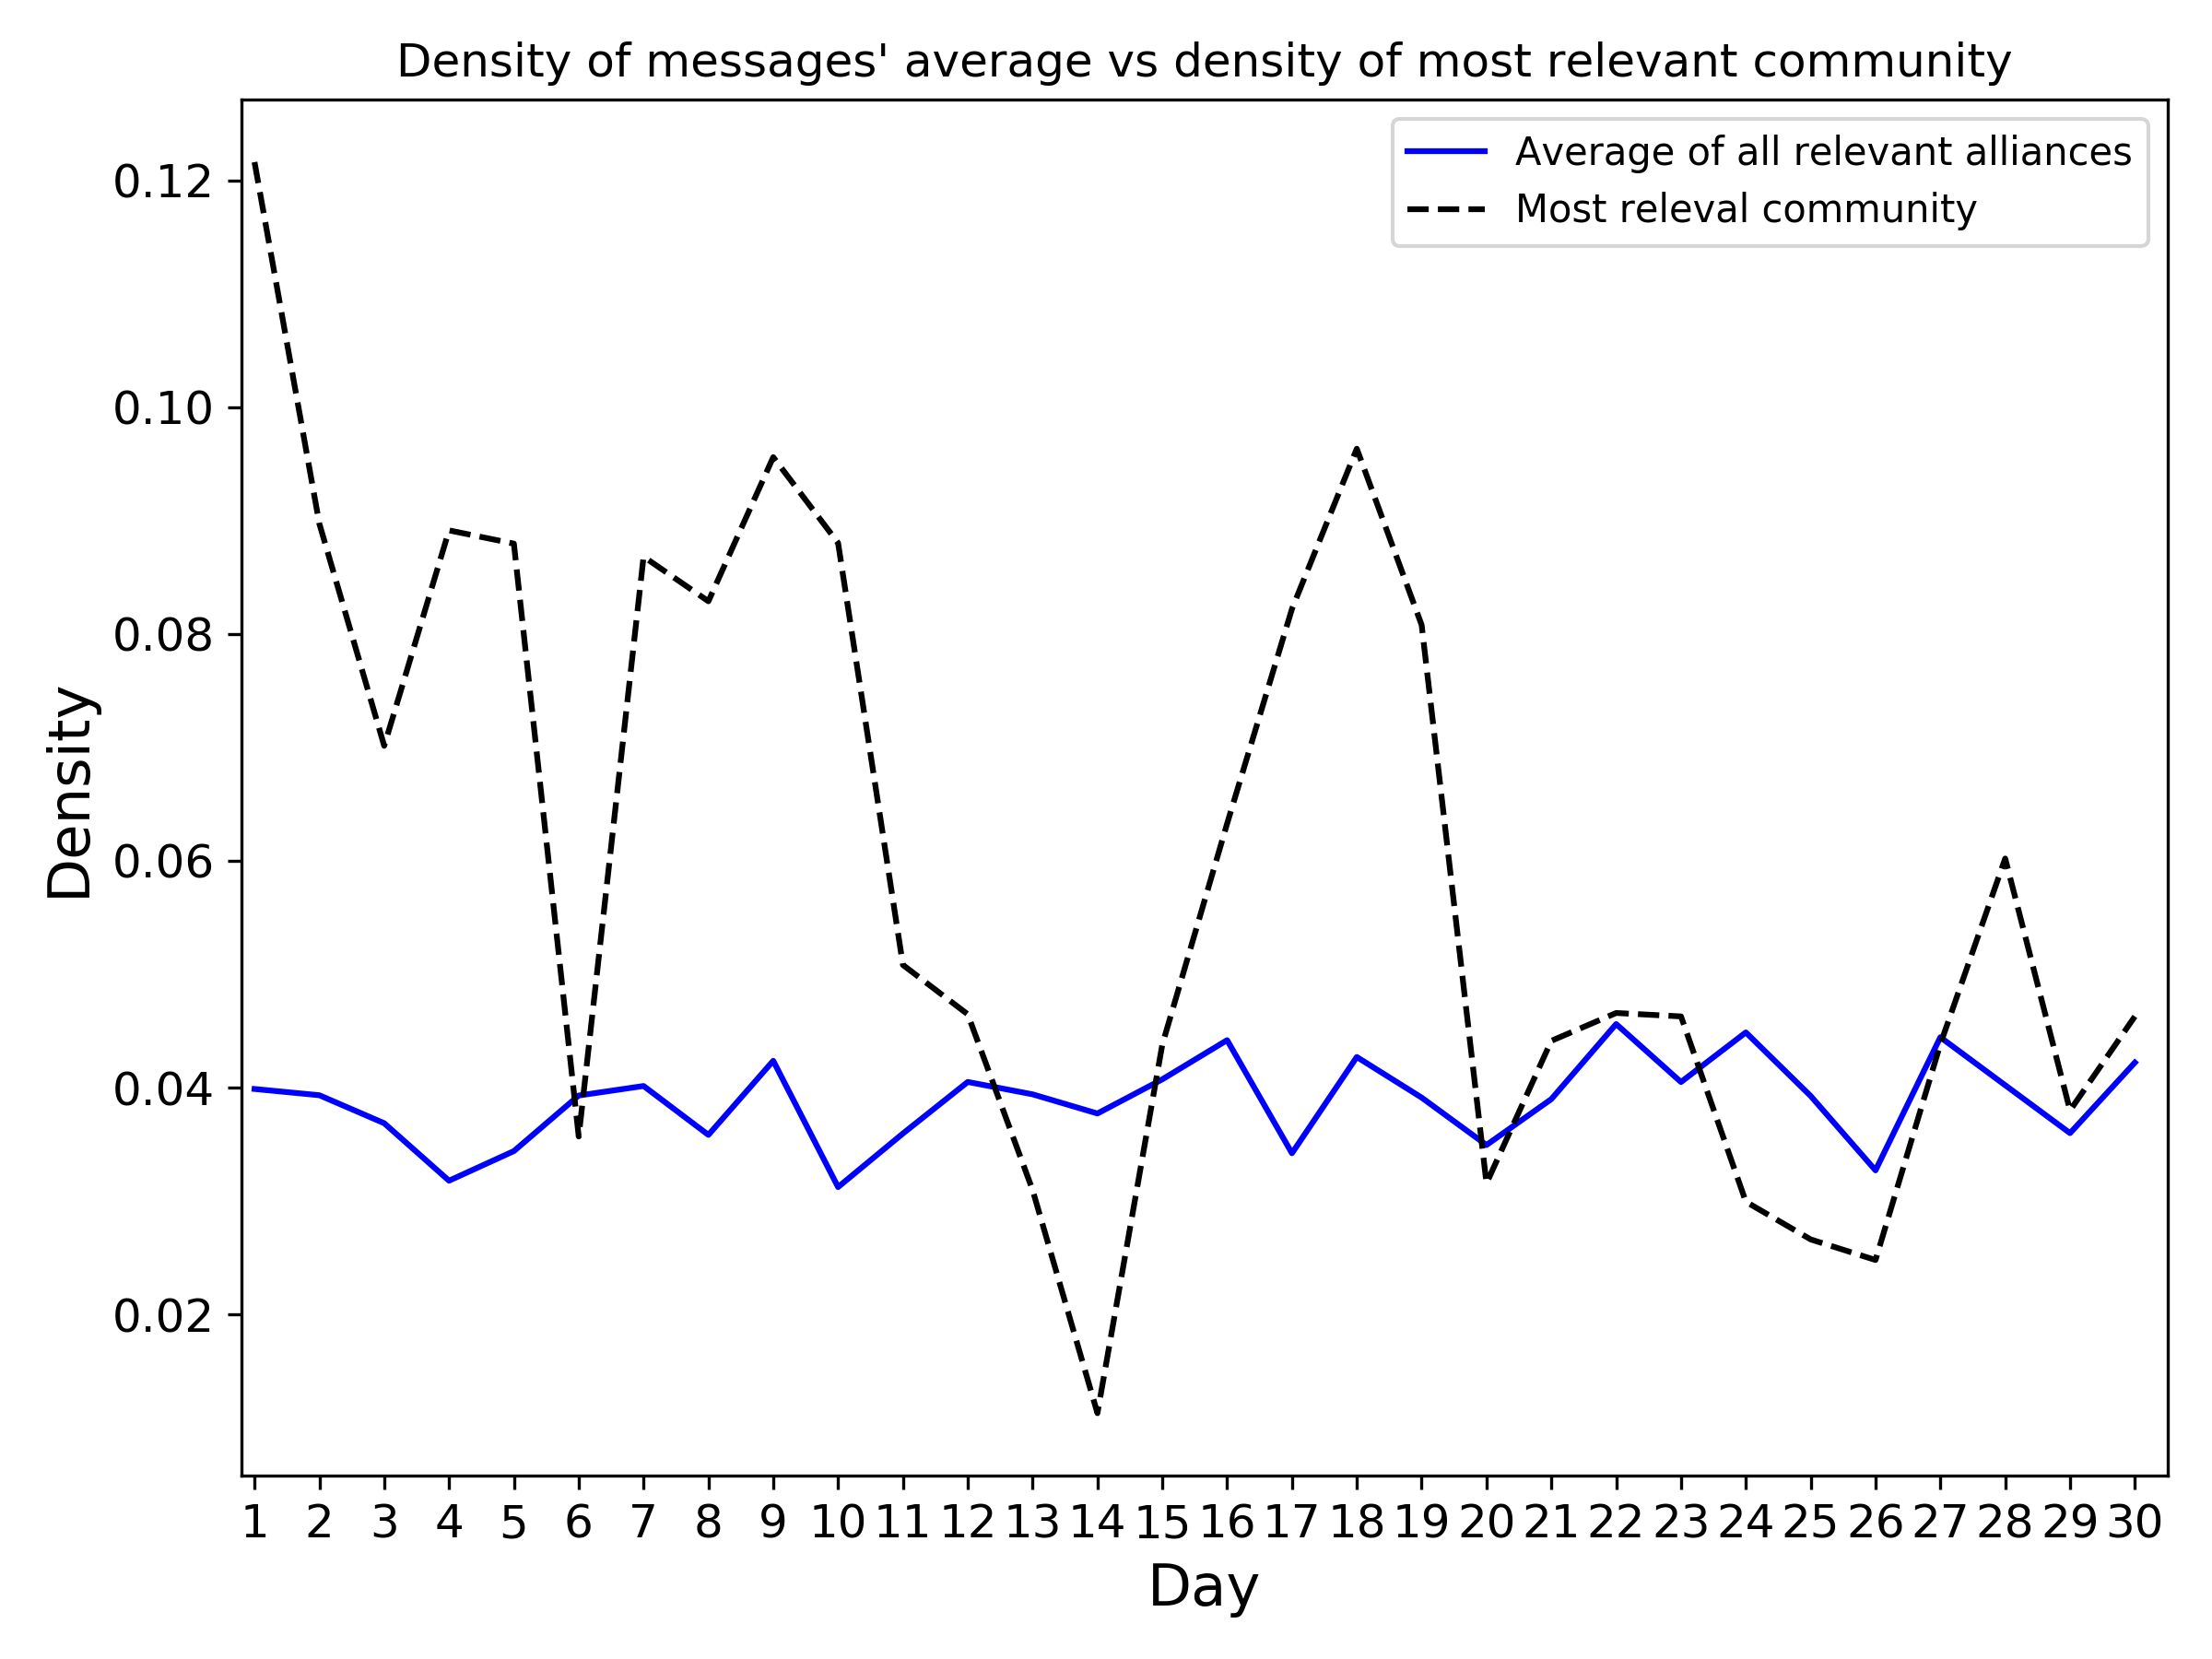 Density of messages' average vs density of most relevant community
Average of all relevant alliances
Most releval community
0.12
0.10
0.08
0.06
0.04
0.02
Density
1 2 3 4 5 6 7 8 9 10 11 12 13 14 15 16 17 18 19 20 21 22 23 24 25 26 27 28 29 30
Day